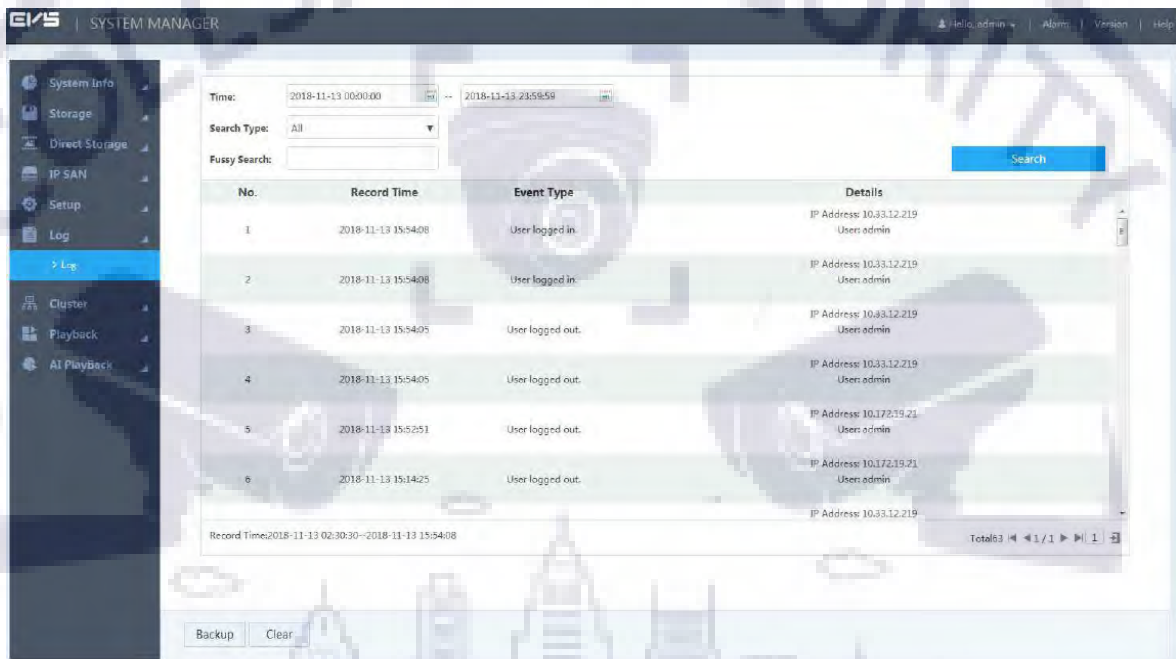 EVS | SYSTEM MANAGER
Hello, admin | Alarm | Version | Help
System Info
Storage
Direct Storage
IP SAN
Setup
Log
> Log
Cluster
Playback
AI PlayBack
Time: 2018-11-13 00:00:00 -- 2018-11-13 23:59:59
Search Type: All
Fussy Search:
Search
No. Record Time Event Type Details
1 2018-11-13 15:54:08 User logged in. IP Address: 10.33.12.219
User: admin
2 2018-11-13 15:54:08 User logged in. IP Address: 10.33.12.219
User: admin
3 2018-11-13 15:54:05 User logged out. IP Address: 10.33.12.219
User: admin
4 2018-11-13 15:54:05 User logged out. IP Address: 10.33.12.219
User: admin
5 2018-11-13 15:52:51 User logged out. IP Address: 10.172.19.21
User: admin
6 2018-11-13 15:14:25 User logged out. IP Address: 10.172.19.21
User: admin
IP Address: 10.33.12.219
Record Time:2018-11-13 02:30:30--2018-11-13 15:54:08
Total63 1 / 1 1
Backup Clear